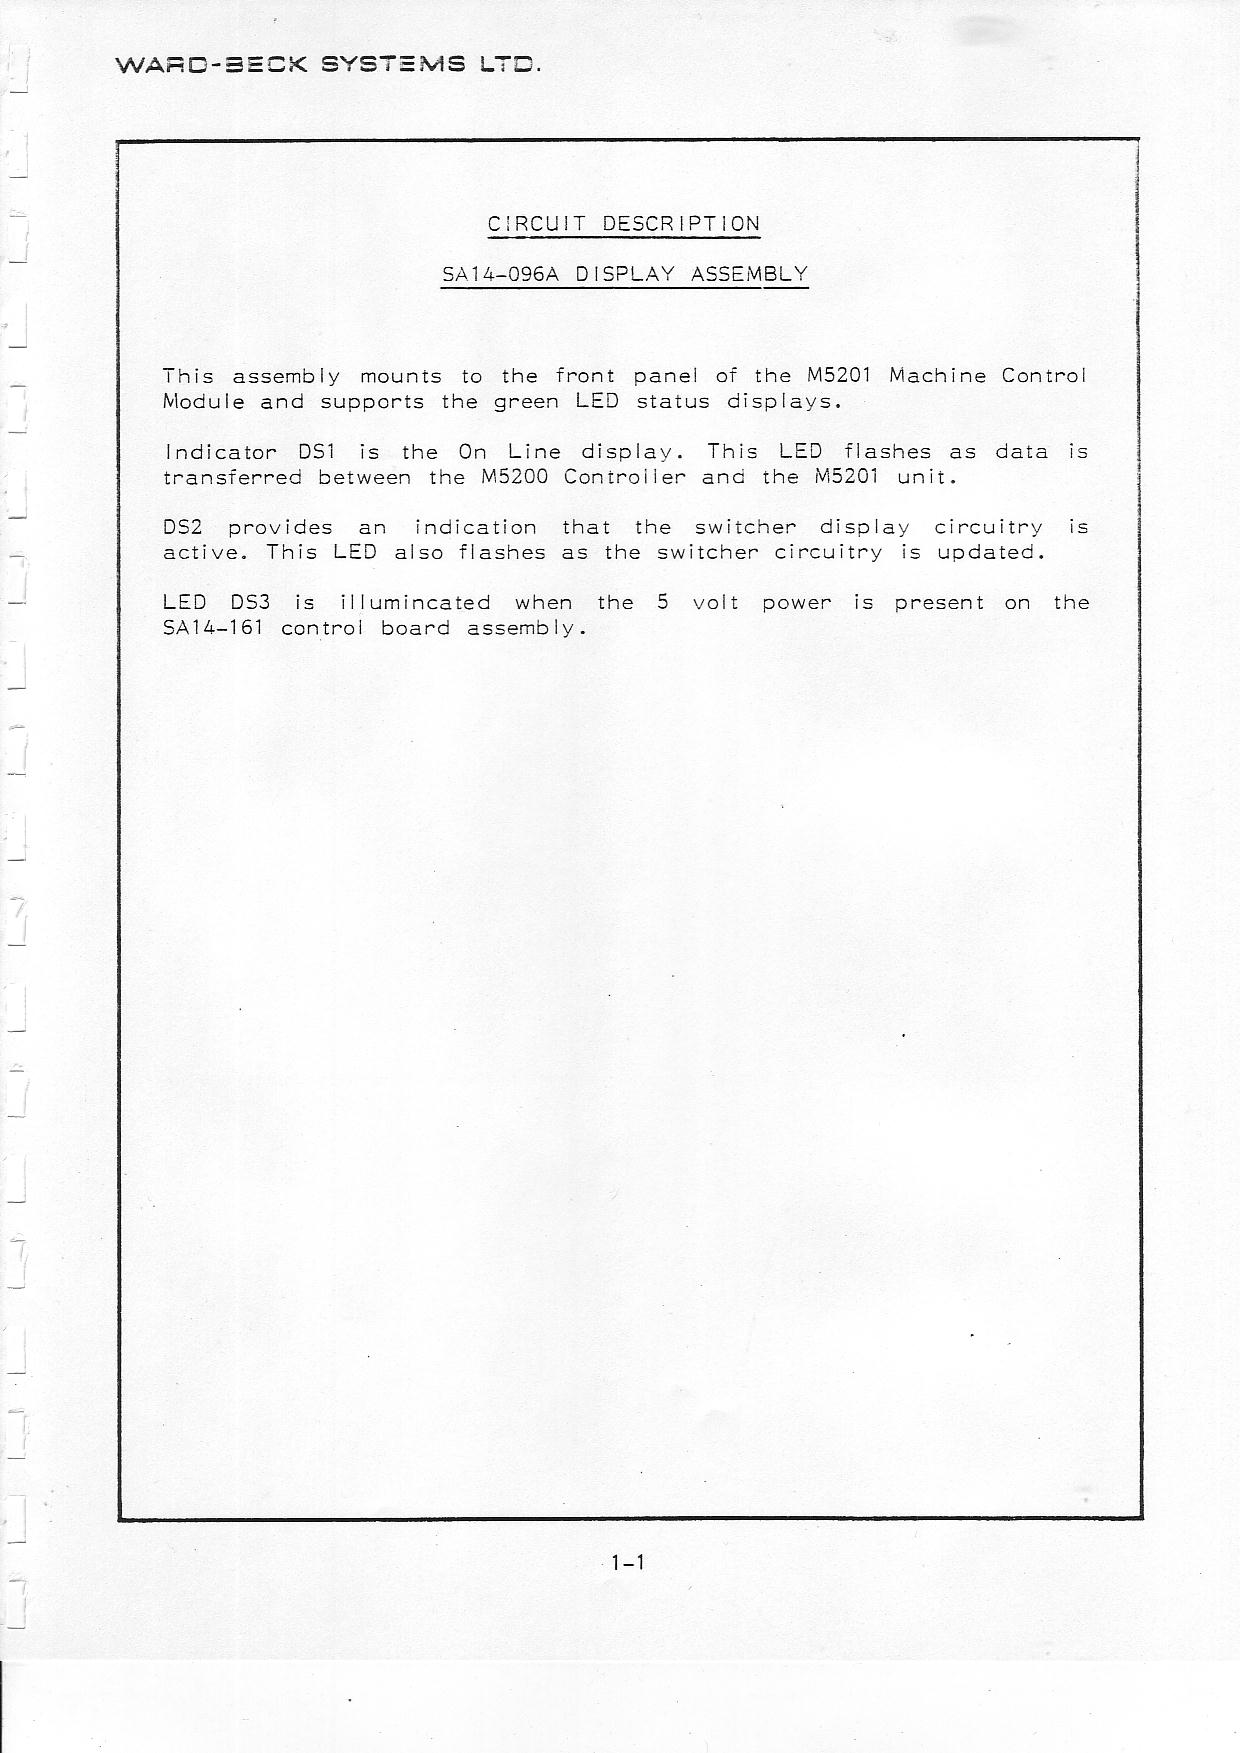 WARD-BECK SYSTEMS LTD.
CIRCUIT DESCRIPTION
SA14-096A DISPLAY ASSEMBLY
This assembly mounts to the front panel of the M5201 Machine Control
Module and supports the green LED status displays.
Indicator DS1 is the On Line display. This LED flashes as data is
transferred between the M5200 Controller and the M5201 unit.
DS2 provides an indication that the switcher display circuitry is
active. This LED also flashes as the switcher circuitry is updated.
LED DS3 is illumincated when the 5 volt power is present on the
SA14-161 control board assembly.
1-1